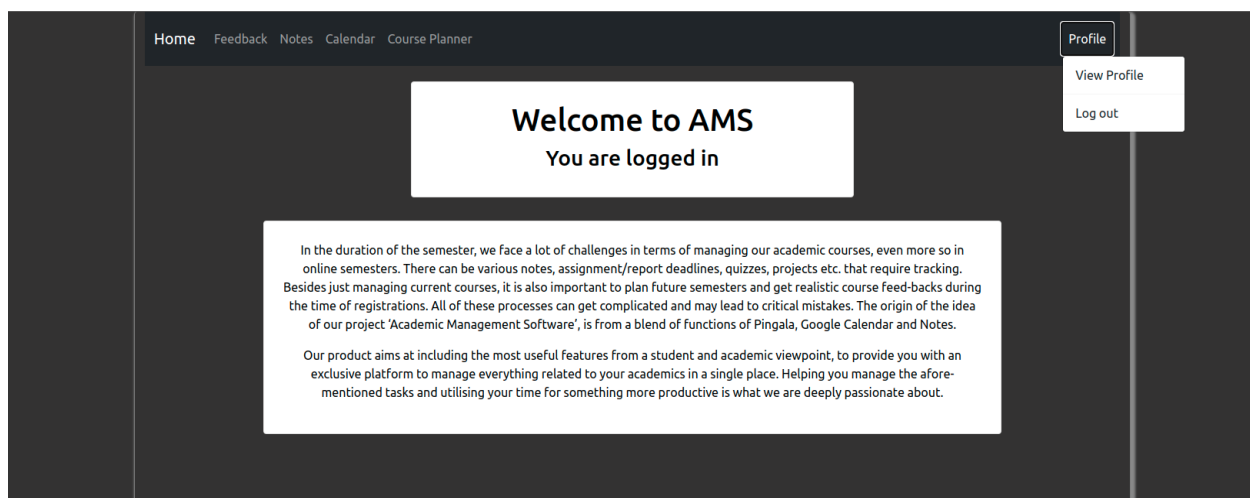 Home Feedback Notes Calendar Course Planner Profile
View Profile
Log out
Welcome to AMS
You are logged in
In the duration of the semester, we face a lot of challenges in terms of managing our academic courses, even more so in
online semesters. There can be various notes, assignment/report deadlines, quizzes, projects etc. that require tracking.
Besides just managing current courses, it is also important to plan future semesters and get realistic course feed-backs during
the time of registrations. All of these processes can get complicated and may lead to critical mistakes. The origin of the idea
of our project ‘Academic Management Software’, is from a blend of functions of Pingala, Google Calendar and Notes.
Our product aims at including the most useful features from a student and academic viewpoint, to provide you with an
exclusive platform to manage everything related to your academics in a single place. Helping you manage the afore-
mentioned tasks and utilising your time for something more productive is what we are deeply passionate about.